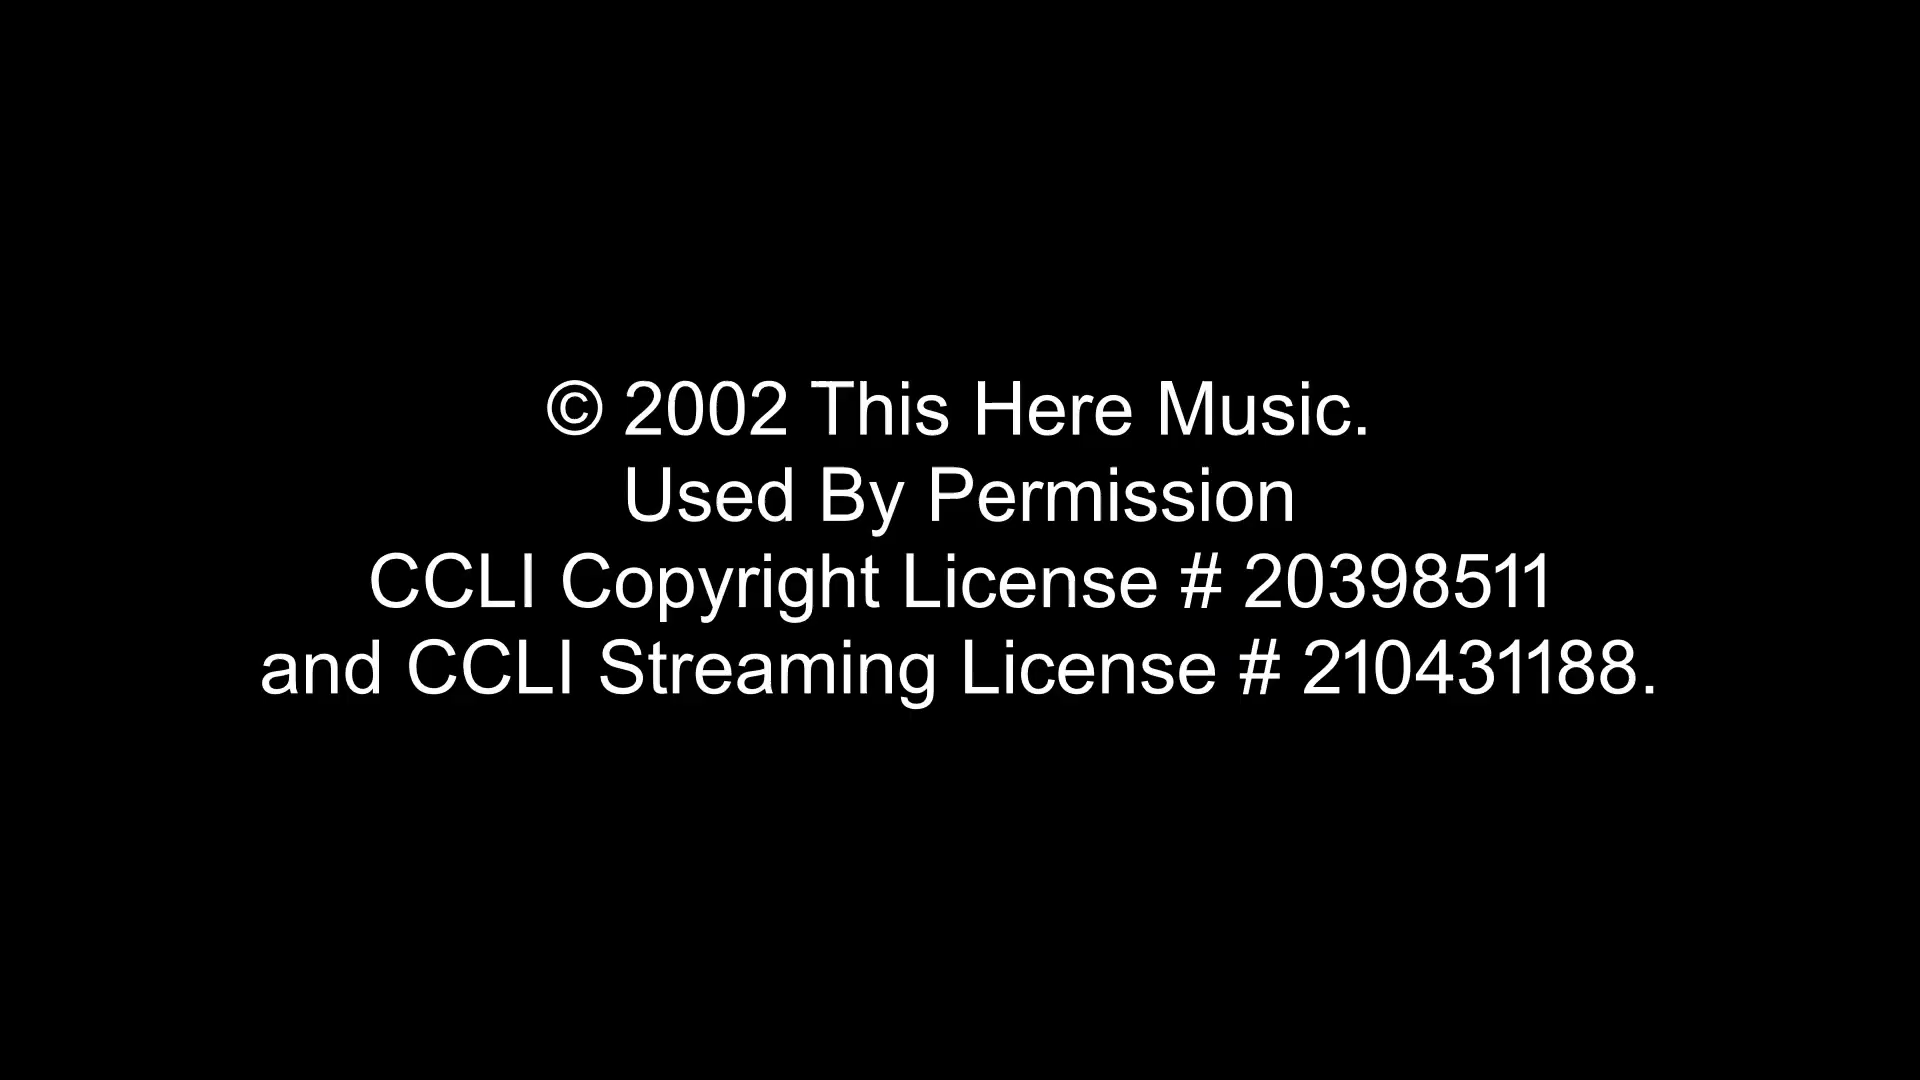 © 2002 This Here Music.
Used By Permission
CCLI Copyright License # 20398511
and CCLI Streaming License # 210431188.